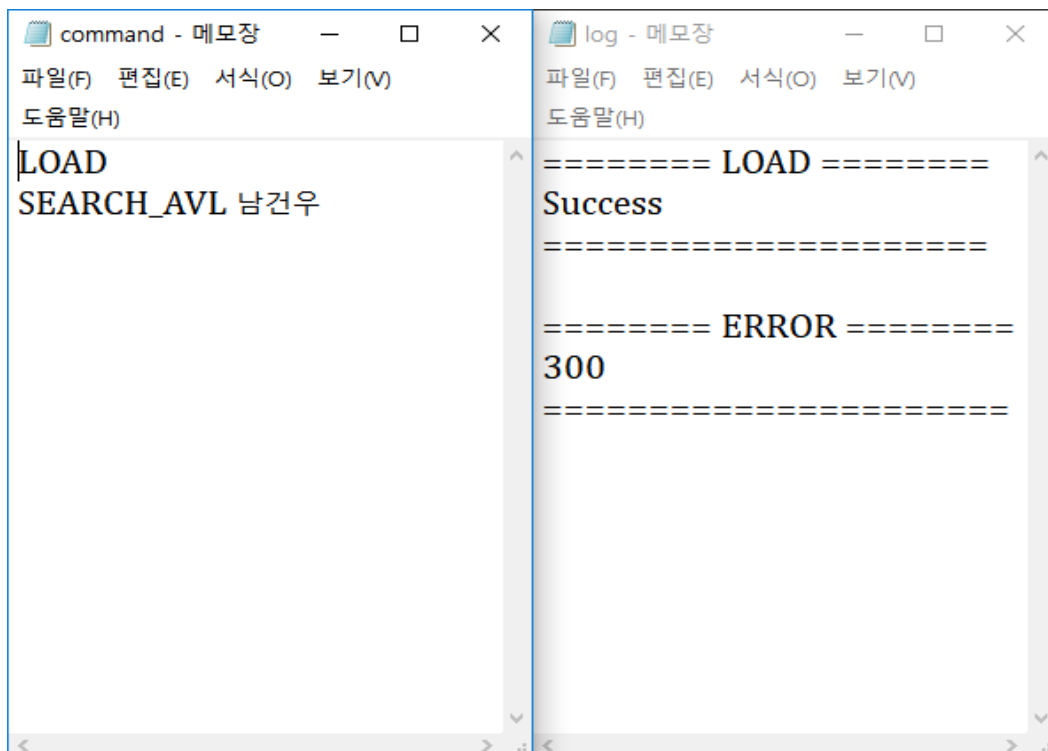 command - 메모장
파일(F) 편집(E) 서식(O) 보기(V)
도움말(H)
LOAD
SEARCH_AVL 남건우
log - 메모장
파일(F) 편집(E) 서식(O) 보기(V)
도움말(H)
======== LOAD ========
Success
=====================
======== ERROR ========
300
======================